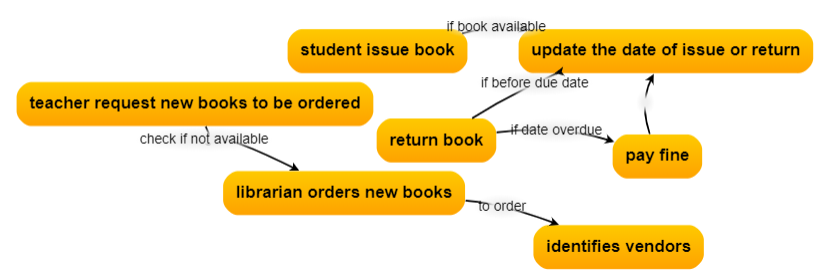 if book available
student issue book
update the date of issue or return
if before due date
teacher request new books to be ordered
check if not available
return book
if date overdue
pay fine
librarian orders new books
to order
identifies vendors